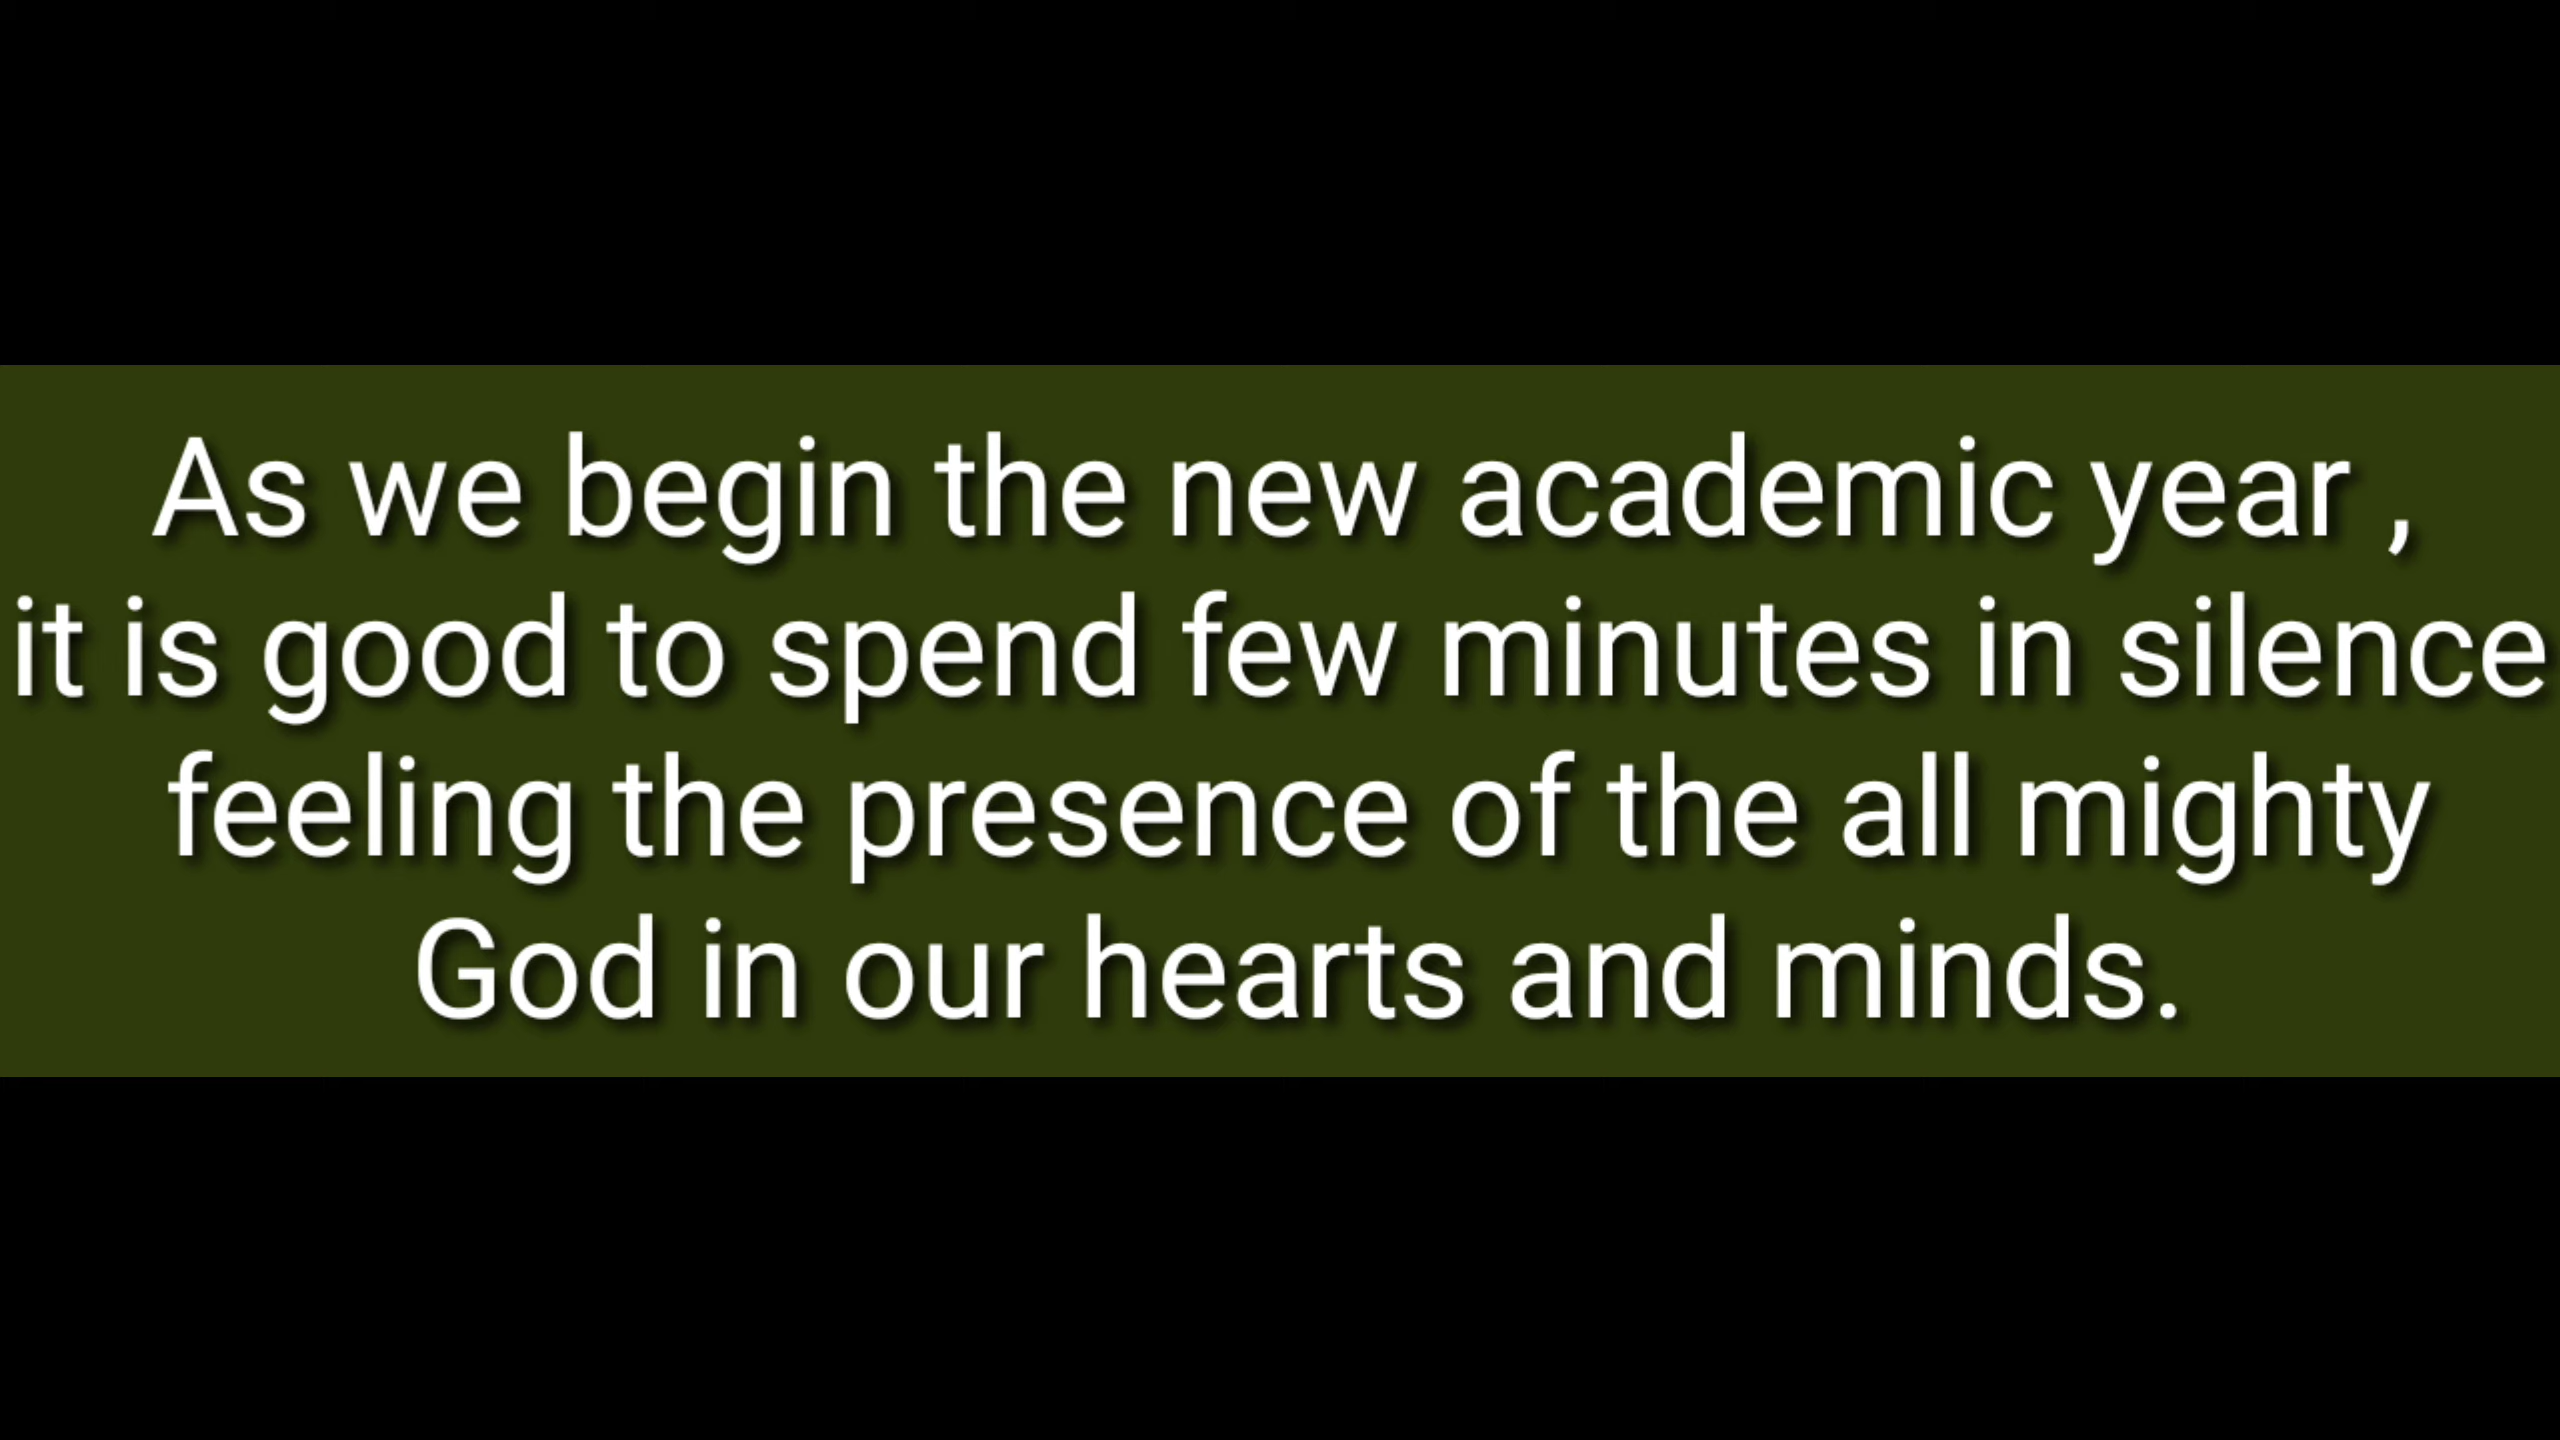 As we begin the new academic year ,
it is good to spend few minutes in silence
feeling the presence of the all mighty
God in our hearts and minds.